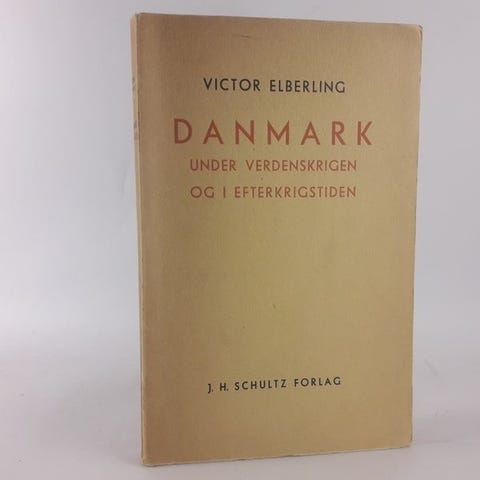 VICTOR ELBERLING
DANMARK
UNDER VERDENSKRIGEN
OG I EFTERKRIGSTIDEN
J. H. SCHULTZ FORLAG